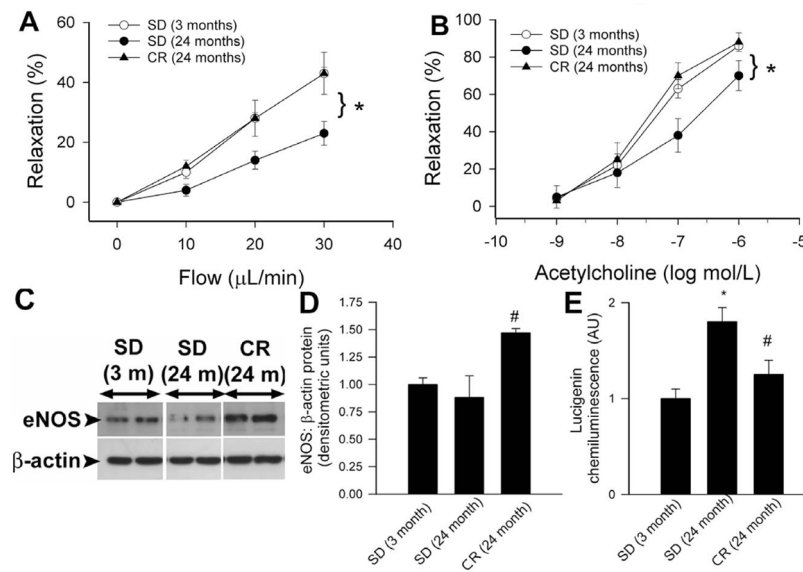 A
SD (3 months)
SD (24 months)
CR (24 months)
Relaxation (%)
60
40
20
0
*
0 10 20 30 40
Flow (μL/min)
B
SD (3 months)
SD (24 months)
CR (24 months)
Relaxation (%)
100
80
60
40
20
0
*
-10 -9 -8 -7 -6 -5
Acetylcholine (log mol/L)
C
SD SD CR
(3 m) (24 m) (24 m)
eNOS
β-actin
D
eNOS: β-actin protein
(densitometric units)
1.75
1.50
1.25
1.00
0.75
0.50
0.25
0.00
#
SD (3 month)
SD (24 month)
CR (24 month)
E
Lucigenin
chemiluminescence (AU)
2
1
0
*
#
SD (3 month)
SD (24 month)
CR (24 month)